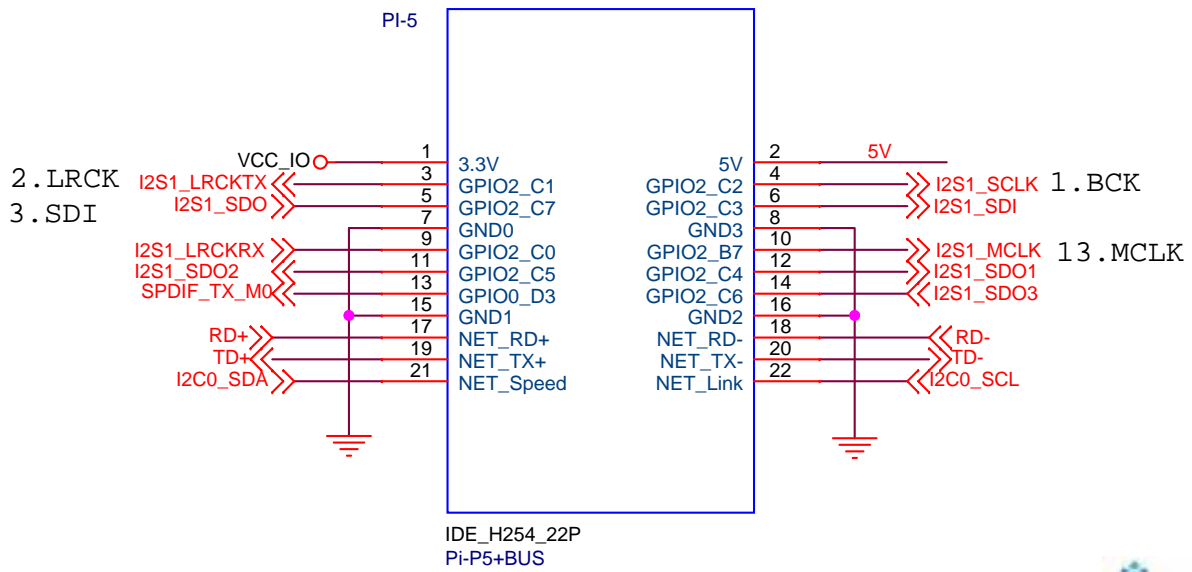 PI-5
VCC_IO 1 3.3V 5V 2 5V
2.LRCK I2S1_LRCKTX 3 GPIO2_C1 GPIO2_C2 4 I2S1_SCLK 1.BCK
3.SDI I2S1_SDO 5 GPIO2_C7 GPIO2_C3 6 I2S1_SDI
7 GND0 GND3 8
I2S1_LRCKRX 9 GPIO2_C0 GPIO2_B7 10 I2S1_MCLK 13.MCLK
I2S1_SDO2 11 GPIO2_C5 GPIO2_C4 12 I2S1_SDO1
SPDIF_TX_M0 13 GPIO0_D3 GPIO2_C6 14 I2S1_SDO3
15 GND1 GND2 16
RD+ 17 NET_RD+ NET_RD- 18 RD-
TD+ 19 NET_TX+ NET_TX- 20 TD-
I2C0_SDA 21 NET_Speed NET_Link 22 I2C0_SCL
IDE_H254_22P
Pi-P5+BUS